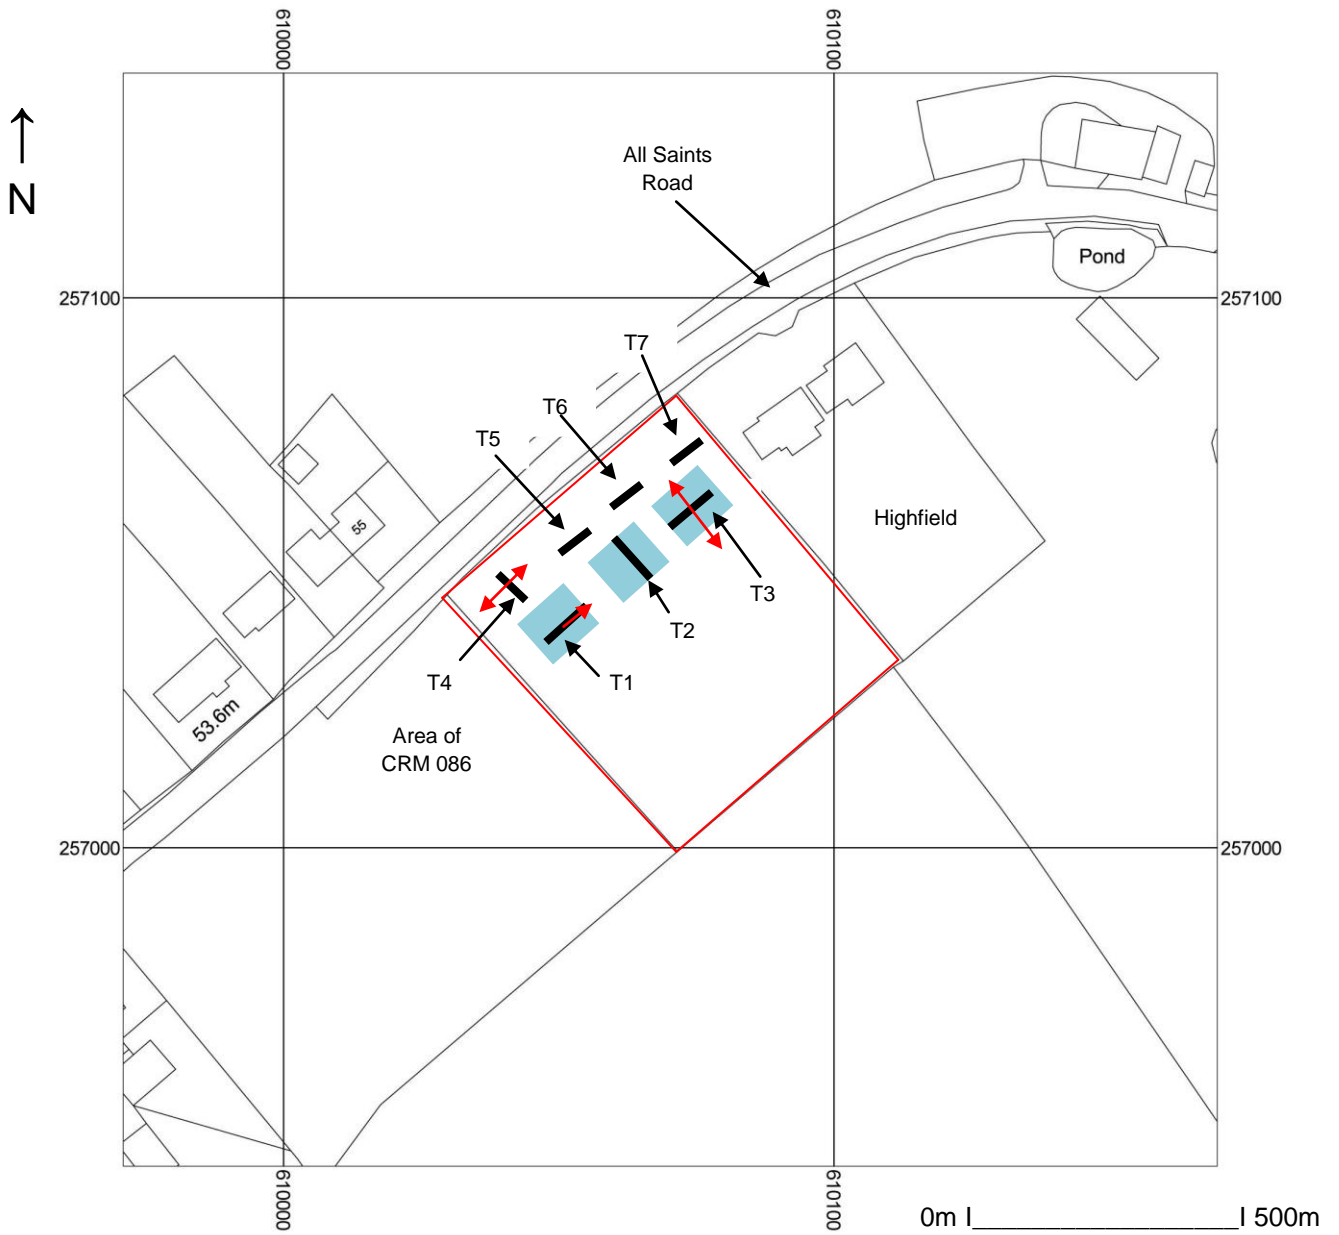 610000
610100
N
All Saints
Road
Pond
257100
257100
T7
T6
T5
55
Highfield
T3
T2
T4
T1
53.6m
Area of
CRM 086
257000
257000
610000
610100
0m I___________________I 500m